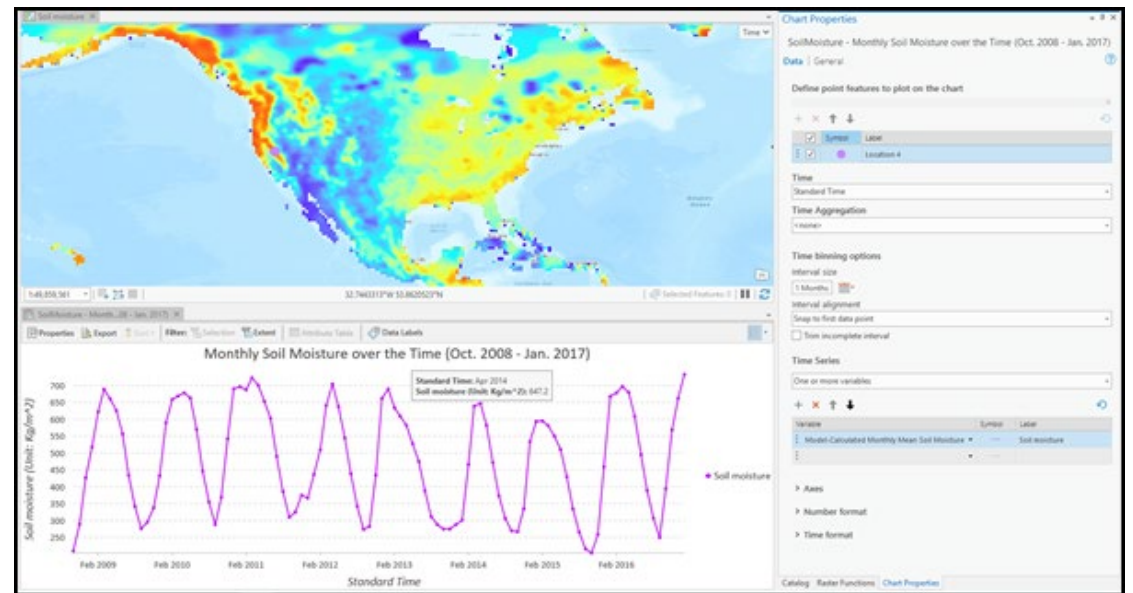 Soil moisture
Time
1:49,859,561
32.7443313°W 53.8620523°N
Selected Features: 0
SoilMoisture - Month...08 - Jan. 2017)
Properties Export Sort Filter: Selection Extent Attribute Table Data Labels
Monthly Soil Moisture over the Time (Oct. 2008 - Jan. 2017)
Standard Time: Apr 2014
Soil moisture (Unit: Kg/m^2): 647.2
700
650
600
550
500
450
400
350
300
250
Soil moisture (Unit: Kg/m^2)
Soil moisture
Feb 2009 Feb 2010 Feb 2011 Feb 2012 Feb 2013 Feb 2014 Feb 2015 Feb 2016
Standard Time
Chart Properties
SoilMoisture - Monthly Soil Moisture over the Time (Oct. 2008 - Jan. 2017)
Data General
Define point features to plot on the chart
Symbol Label
Location 4
Time
Standard Time
Time Aggregation
<none>
Time binning options
Interval size
1 Months
Interval alignment
Snap to first data point
Trim incomplete interval
Time Series
One or more variables
Variable Symbol Label
Model-Calculated Monthly Mean Soil Moisture Soil moisture
Axes
Number format
Time format
Catalog Raster Functions Chart Properties